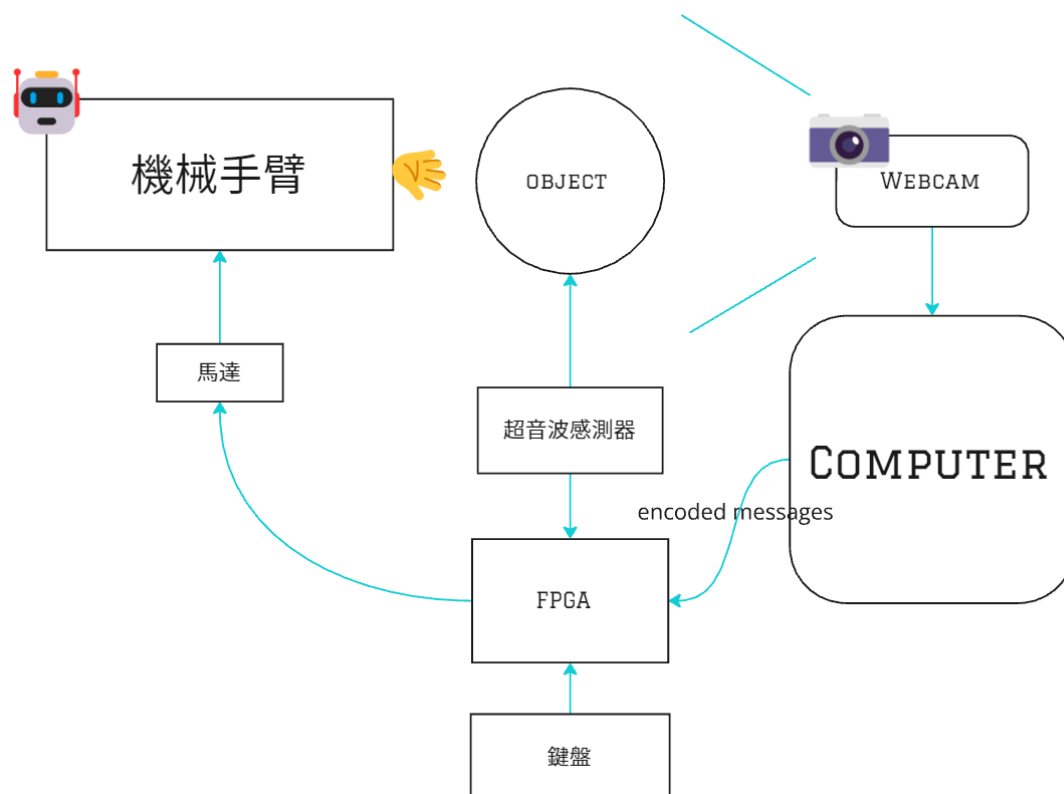 機械手臂
OBJECT
WEBCAM
馬達
超音波感測器
COMPUTER
encoded messages
FPGA
鍵盤